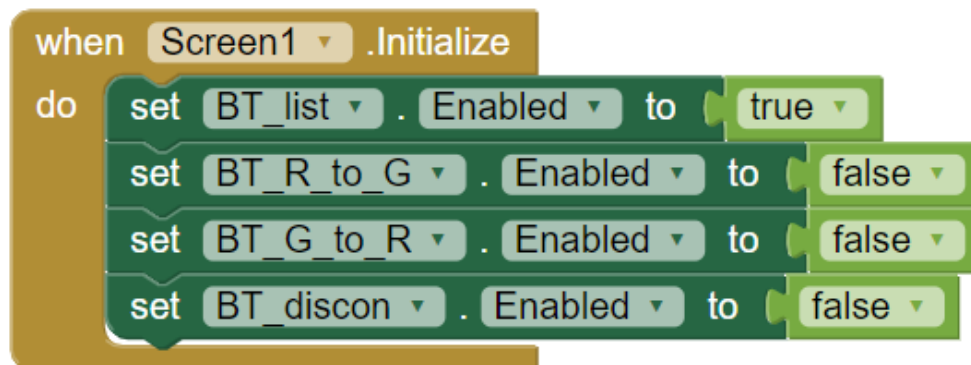 when Screen1 .Initialize
do set BT_list . Enabled to true
set BT_R_to_G . Enabled to false
set BT_G_to_R . Enabled to false
set BT_discon . Enabled to false